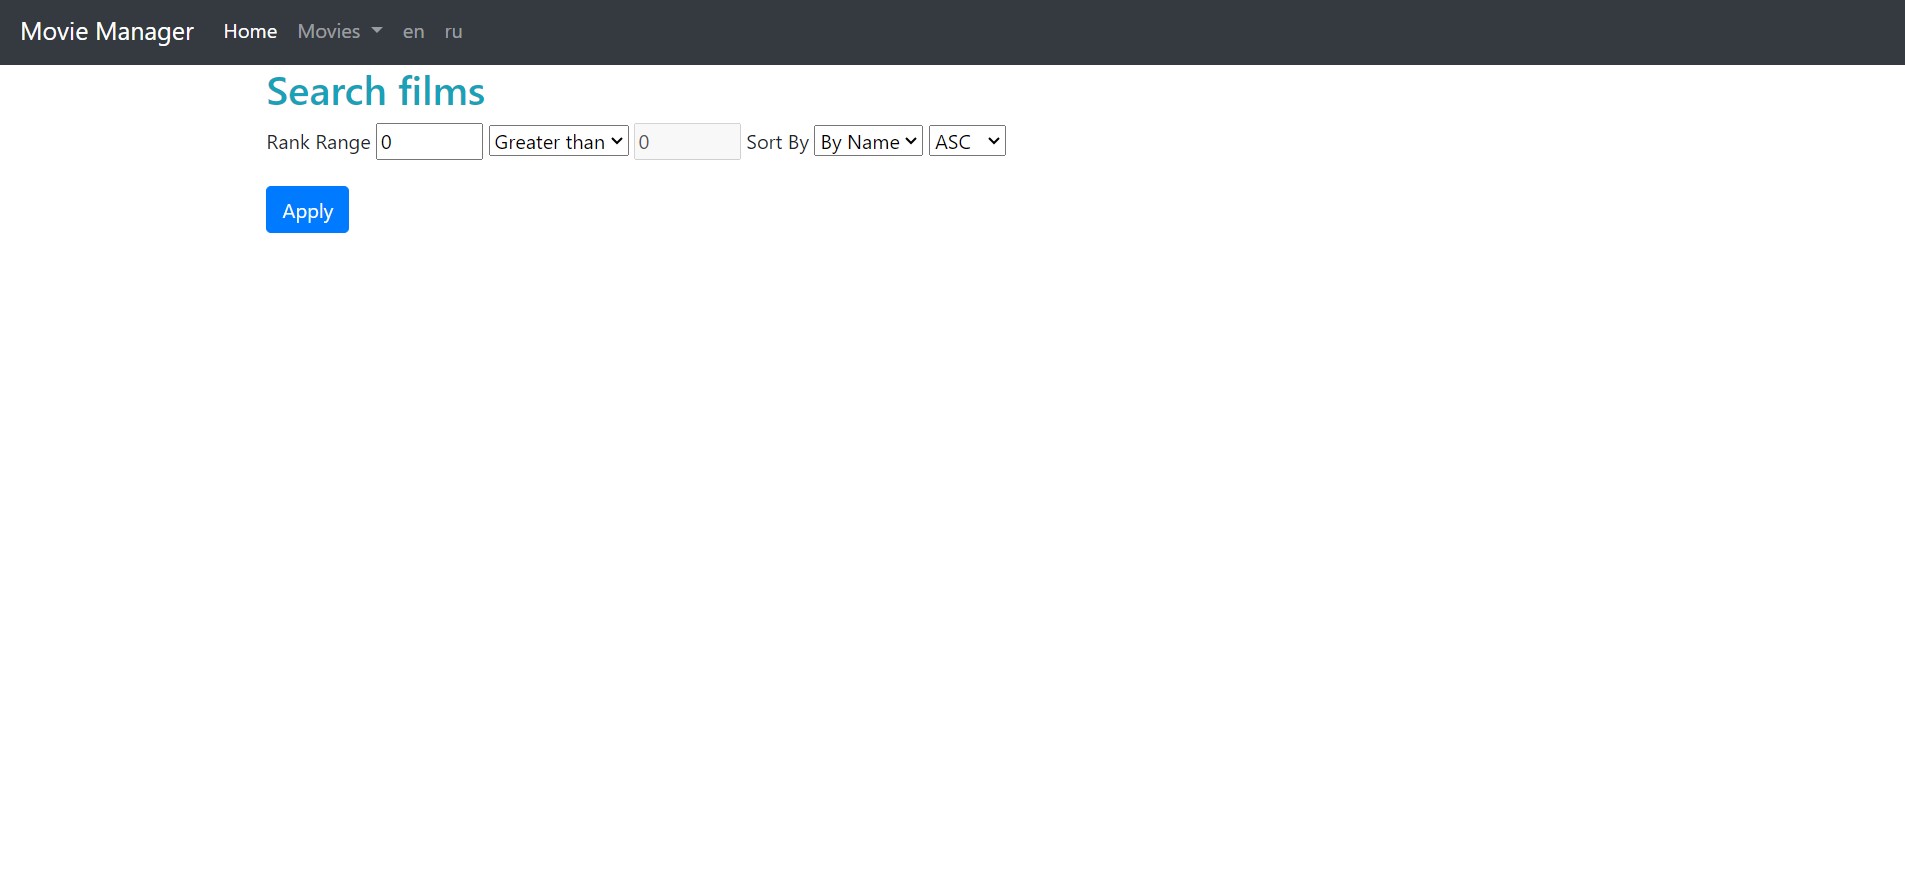 Movie Manager Home Movies en ru
Search films
Rank Range 0 Greater than 0 Sort By By Name ASC
Apply